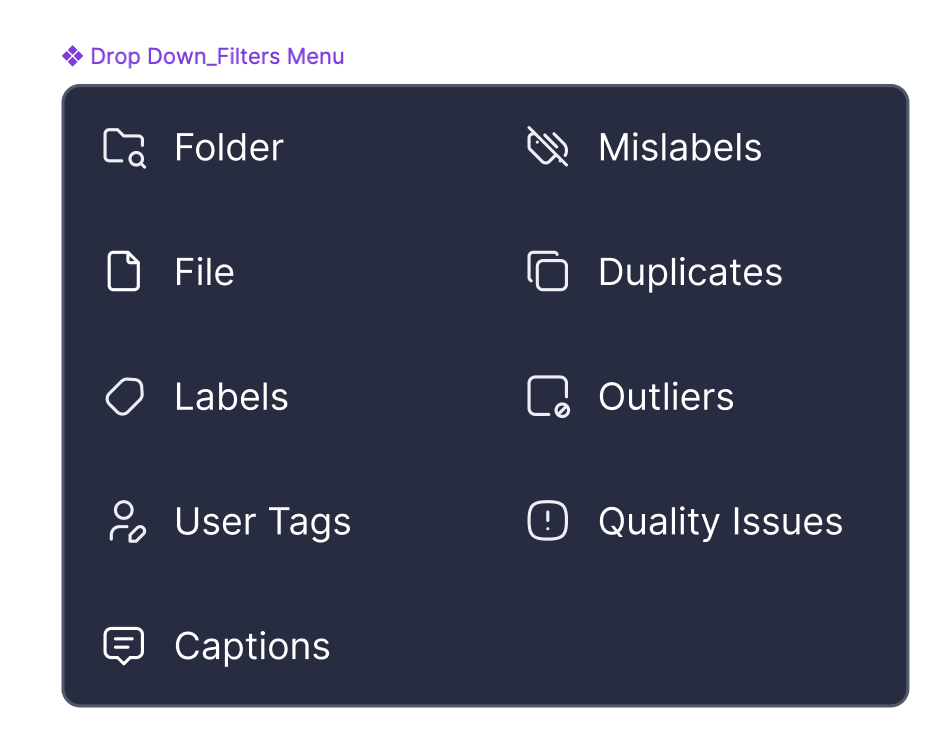 Drop Down_Filters Menu
Folder
File
Labels
User Tags
Captions
Mislabels
Duplicates
Outliers
Quality Issues